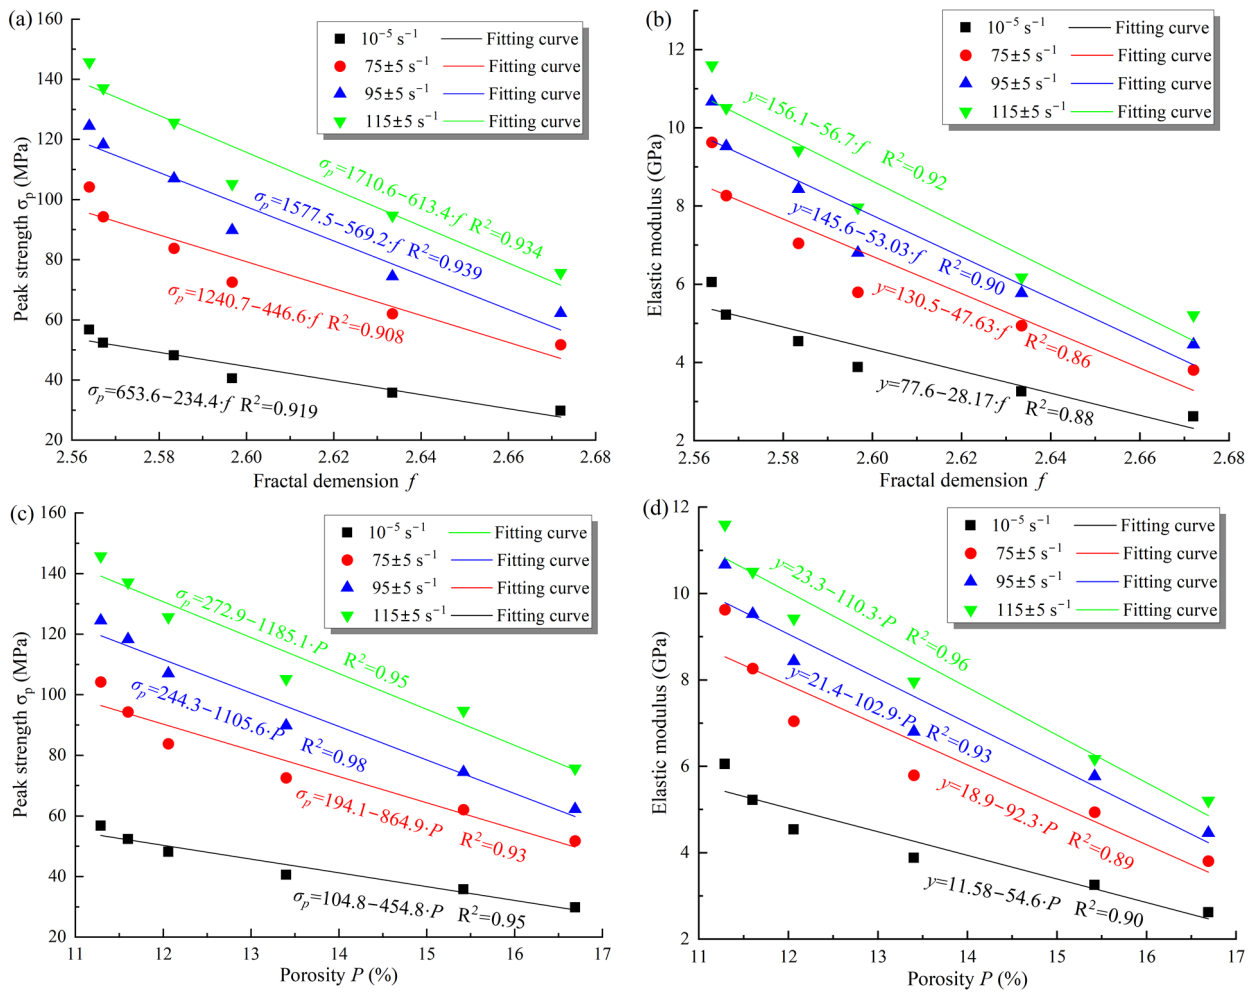 (a)
160
140
120
100
80
60
40
20
2.56
2.58
2.60
2.62
2.64
2.66
2.68
Peak strength σp (MPa)
Fractal demension f
10−5 s−1 Fitting curve
75±5 s−1 Fitting curve
95±5 s−1 Fitting curve
115±5 s−1 Fitting curve
σp=1710.6−613.4·f R2=0.934
σp=1577.5−569.2·f R2=0.939
σp=1240.7−446.6·f R2=0.908
σp=653.6−234.4·f R2=0.919
(b)
12
10
8
6
4
2
2.56
2.58
2.60
2.62
2.64
2.66
2.68
Elastic modulus (GPa)
Fractal demension f
10−5 s−1 Fitting curve
75±5 s−1 Fitting curve
95±5 s−1 Fitting curve
115±5 s−1 Fitting curve
y=156.1−56.7·f R2=0.92
y=145.6−53.03·f R2=0.90
y=130.5−47.63·f R2=0.86
y=77.6-28.17·f R2=0.88
(c)
160
140
120
100
80
60
40
20
11
12
13
14
15
16
17
Peak strength σp (MPa)
Porosity P (%)
10−5 s−1 Fitting curve
75±5 s−1 Fitting curve
95±5 s−1 Fitting curve
115±5 s−1 Fitting curve
σp=272.9−1185.1·P R2=0.95
σp=244.3−1105.6·P R2=0.98
σp=194.1−864.9·P R2=0.93
σp=104.8−454.8·P R2=0.95
(d)
12
10
8
6
4
2
11
12
13
14
15
16
17
Elastic modulus (GPa)
Porosity P (%)
10−5 s−1 Fitting curve
75±5 s−1 Fitting curve
95±5 s−1 Fitting curve
115±5 s−1 Fitting curve
y=23.3−110.3·P R2=0.96
y=21.4−102.9·P R2=0.93
y=18.9−92.3·P R2=0.89
y=11.58−54.6·P R2=0.90